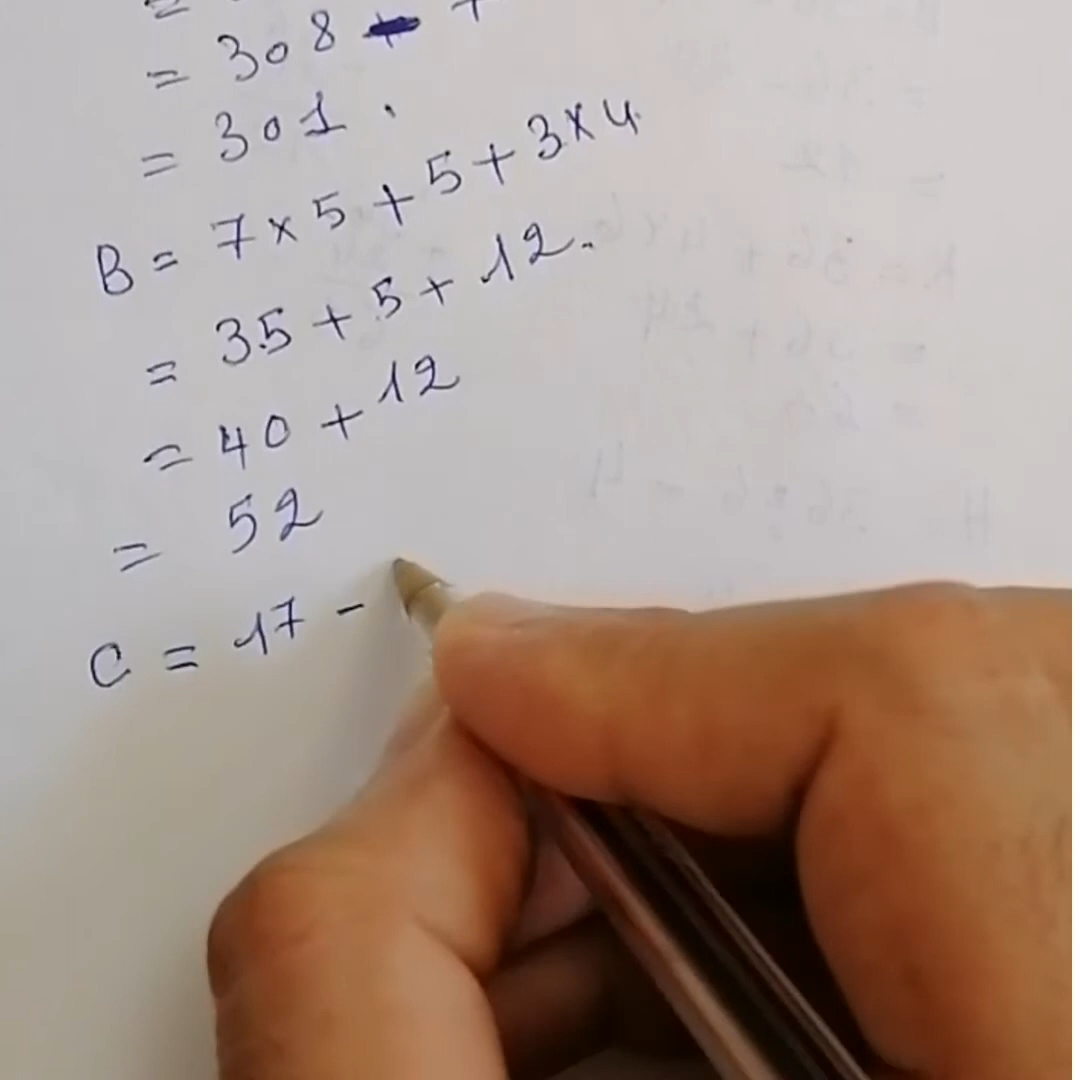 =
= 308
= 301.
B = 7 × 5 + 5 + 3 × 4
= 35 + 5 + 12.
= 40 + 12
= 52
C = 17 -